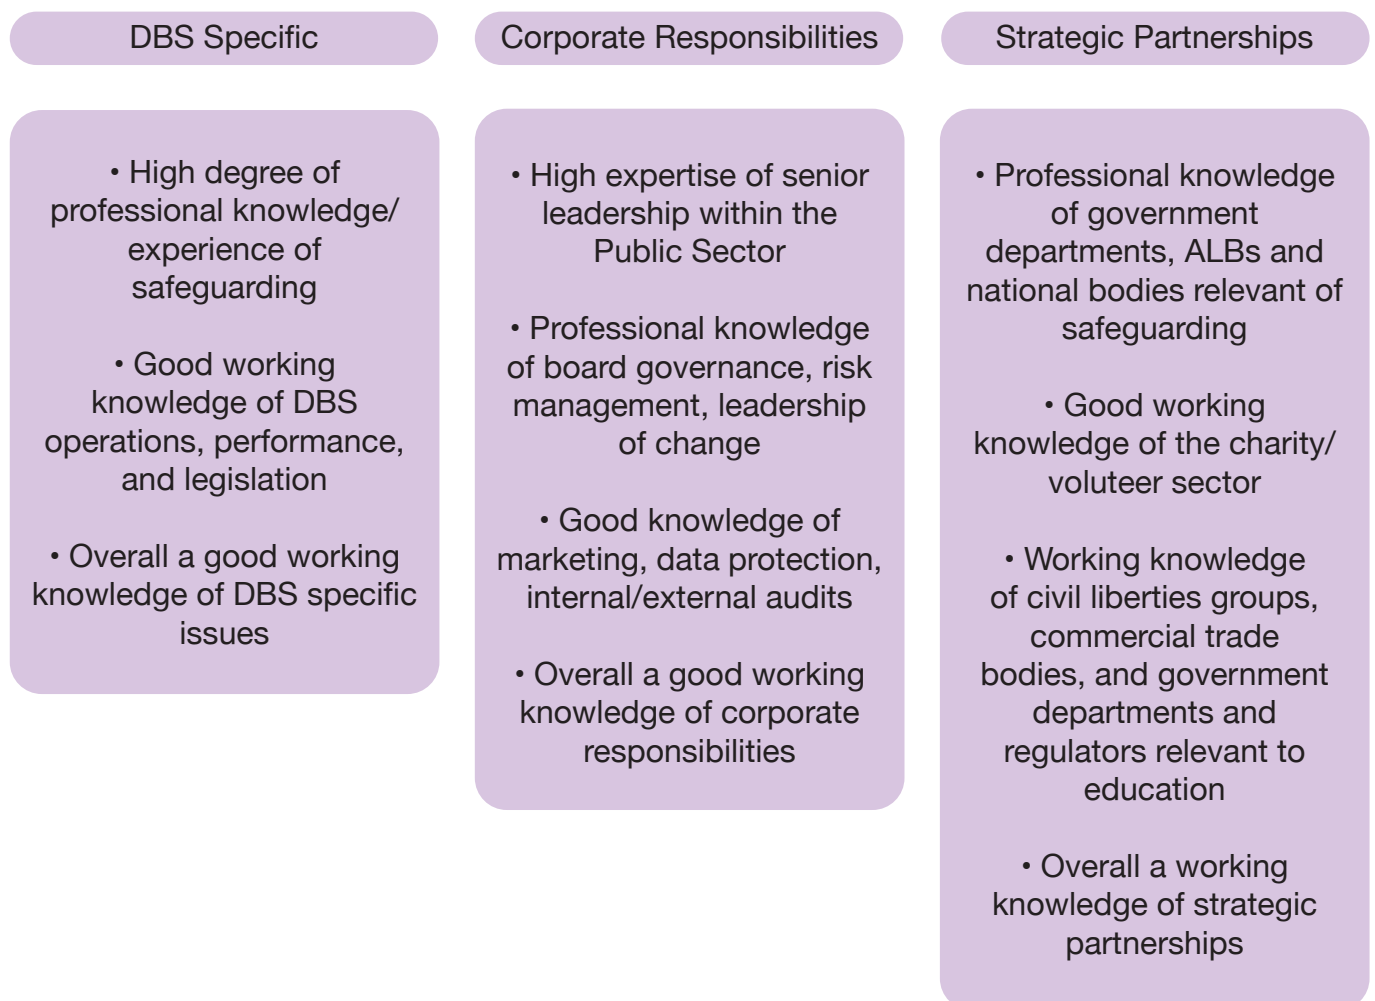 DBS Specific
• High degree of
professional knowledge/
experience of
safeguarding
• Good working
knowledge of DBS
operations, performance,
and legislation
• Overall a good working
knowledge of DBS specific
issues
Corporate Responsibilities
• High expertise of senior
leadership within the
Public Sector
• Professional knowledge
of board governance, risk
management, leadership
of change
• Good knowledge of
marketing, data protection,
internal/external audits
• Overall a good working
knowledge of corporate
responsibilities
Strategic Partnerships
• Professional knowledge
of government
departments, ALBs and
national bodies relevant of
safeguarding
• Good working
knowledge of the charity/
voluteer sector
• Working knowledge
of civil liberties groups,
commercial trade
bodies, and government
departments and
regulators relevant to
education
• Overall a working
knowledge of strategic
partnerships